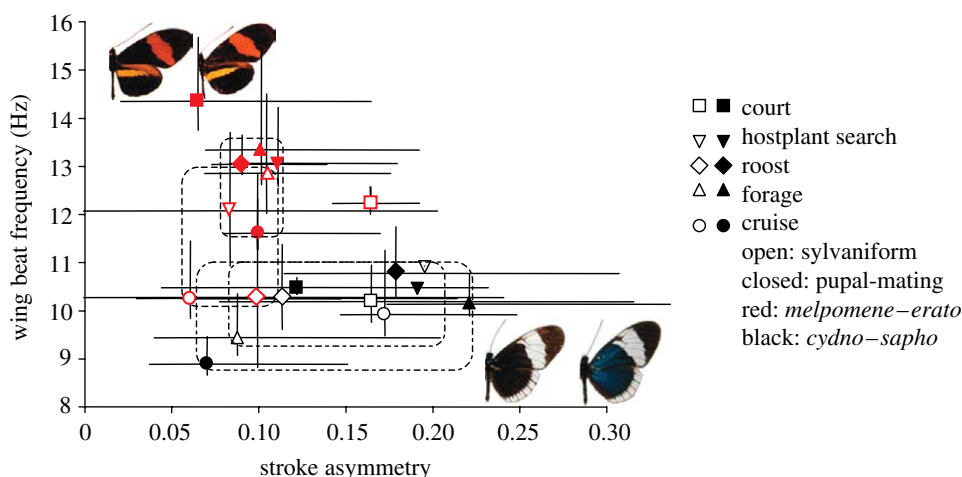 16
15
14
13
12
11
10
9
8
wing beat frequency (Hz)
0
0.05
0.10
0.15
0.20
0.25
0.30
stroke asymmetry
court
hostplant search
roost
forage
cruise
open: sylvaniform
closed: pupal-mating
red: melpomene–erato
black: cydno–sapho